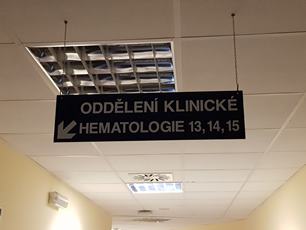 ODDĚLENÍ KLINICKÉ
HEMATOLOGIE 13, 14, 15